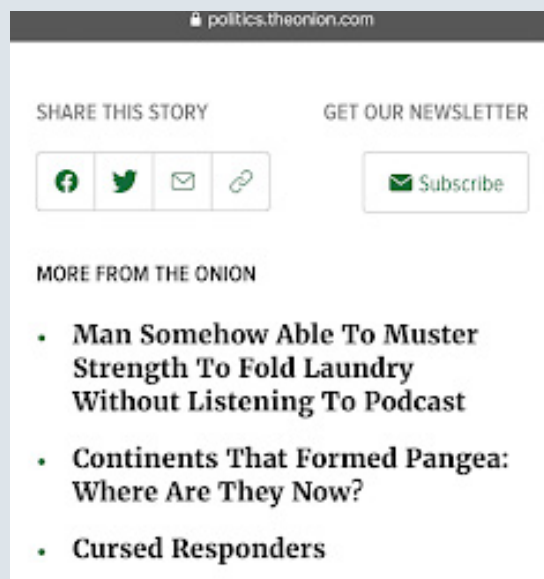 politics.theonion.com
SHARE THIS STORY
GET OUR NEWSLETTER
Subscribe
MORE FROM THE ONION
• Man Somehow Able To Muster
Strength To Fold Laundry
Without Listening To Podcast
• Continents That Formed Pangea:
Where Are They Now?
• Cursed Responders